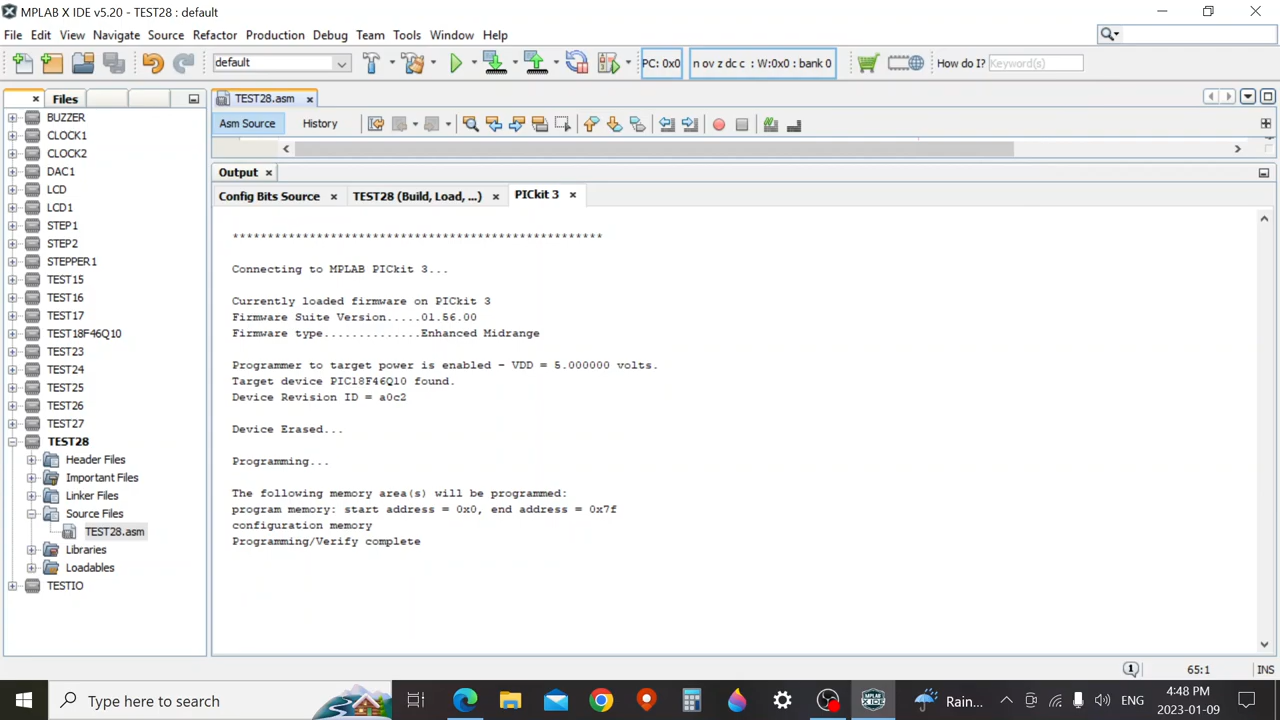 MPLAB X IDE v5.20 - TEST28 : default
File Edit View Navigate Source Refactor Production Debug Team Tools Window Help
default
PC: 0x0
n ov z dc c : W:0x0 : bank 0
How do I? Keyword(s)
Files
BUZZER
CLOCK1
CLOCK2
DAC1
LCD
LCD1
STEP1
STEP2
STEPPER1
TEST15
TEST16
TEST17
TEST18F46Q10
TEST23
TEST24
TEST25
TEST26
TEST27
TEST28
Header Files
Important Files
Linker Files
Source Files
TEST28.asm
Libraries
Loadables
TESTIO
TEST28.asm
Asm Source History
Output
Config Bits Source TEST28 (Build, Load, ...) PICkit 3
*****************************************************
Connecting to MPLAB PICkit 3...
Currently loaded firmware on PICkit 3
Firmware Suite Version.....01.56.00
Firmware type..............Enhanced Midrange
Programmer to target power is enabled - VDD = 5.000000 volts.
Target device PIC18F46Q10 found.
Device Revision ID = a0c2
Device Erased...
Programming...
The following memory area(s) will be programmed:
program memory: start address = 0x0, end address = 0x7f
configuration memory
Programming/Verify complete
1 65:1 INS
Type here to search
Rain...
ENG
4:48 PM
2023-01-09